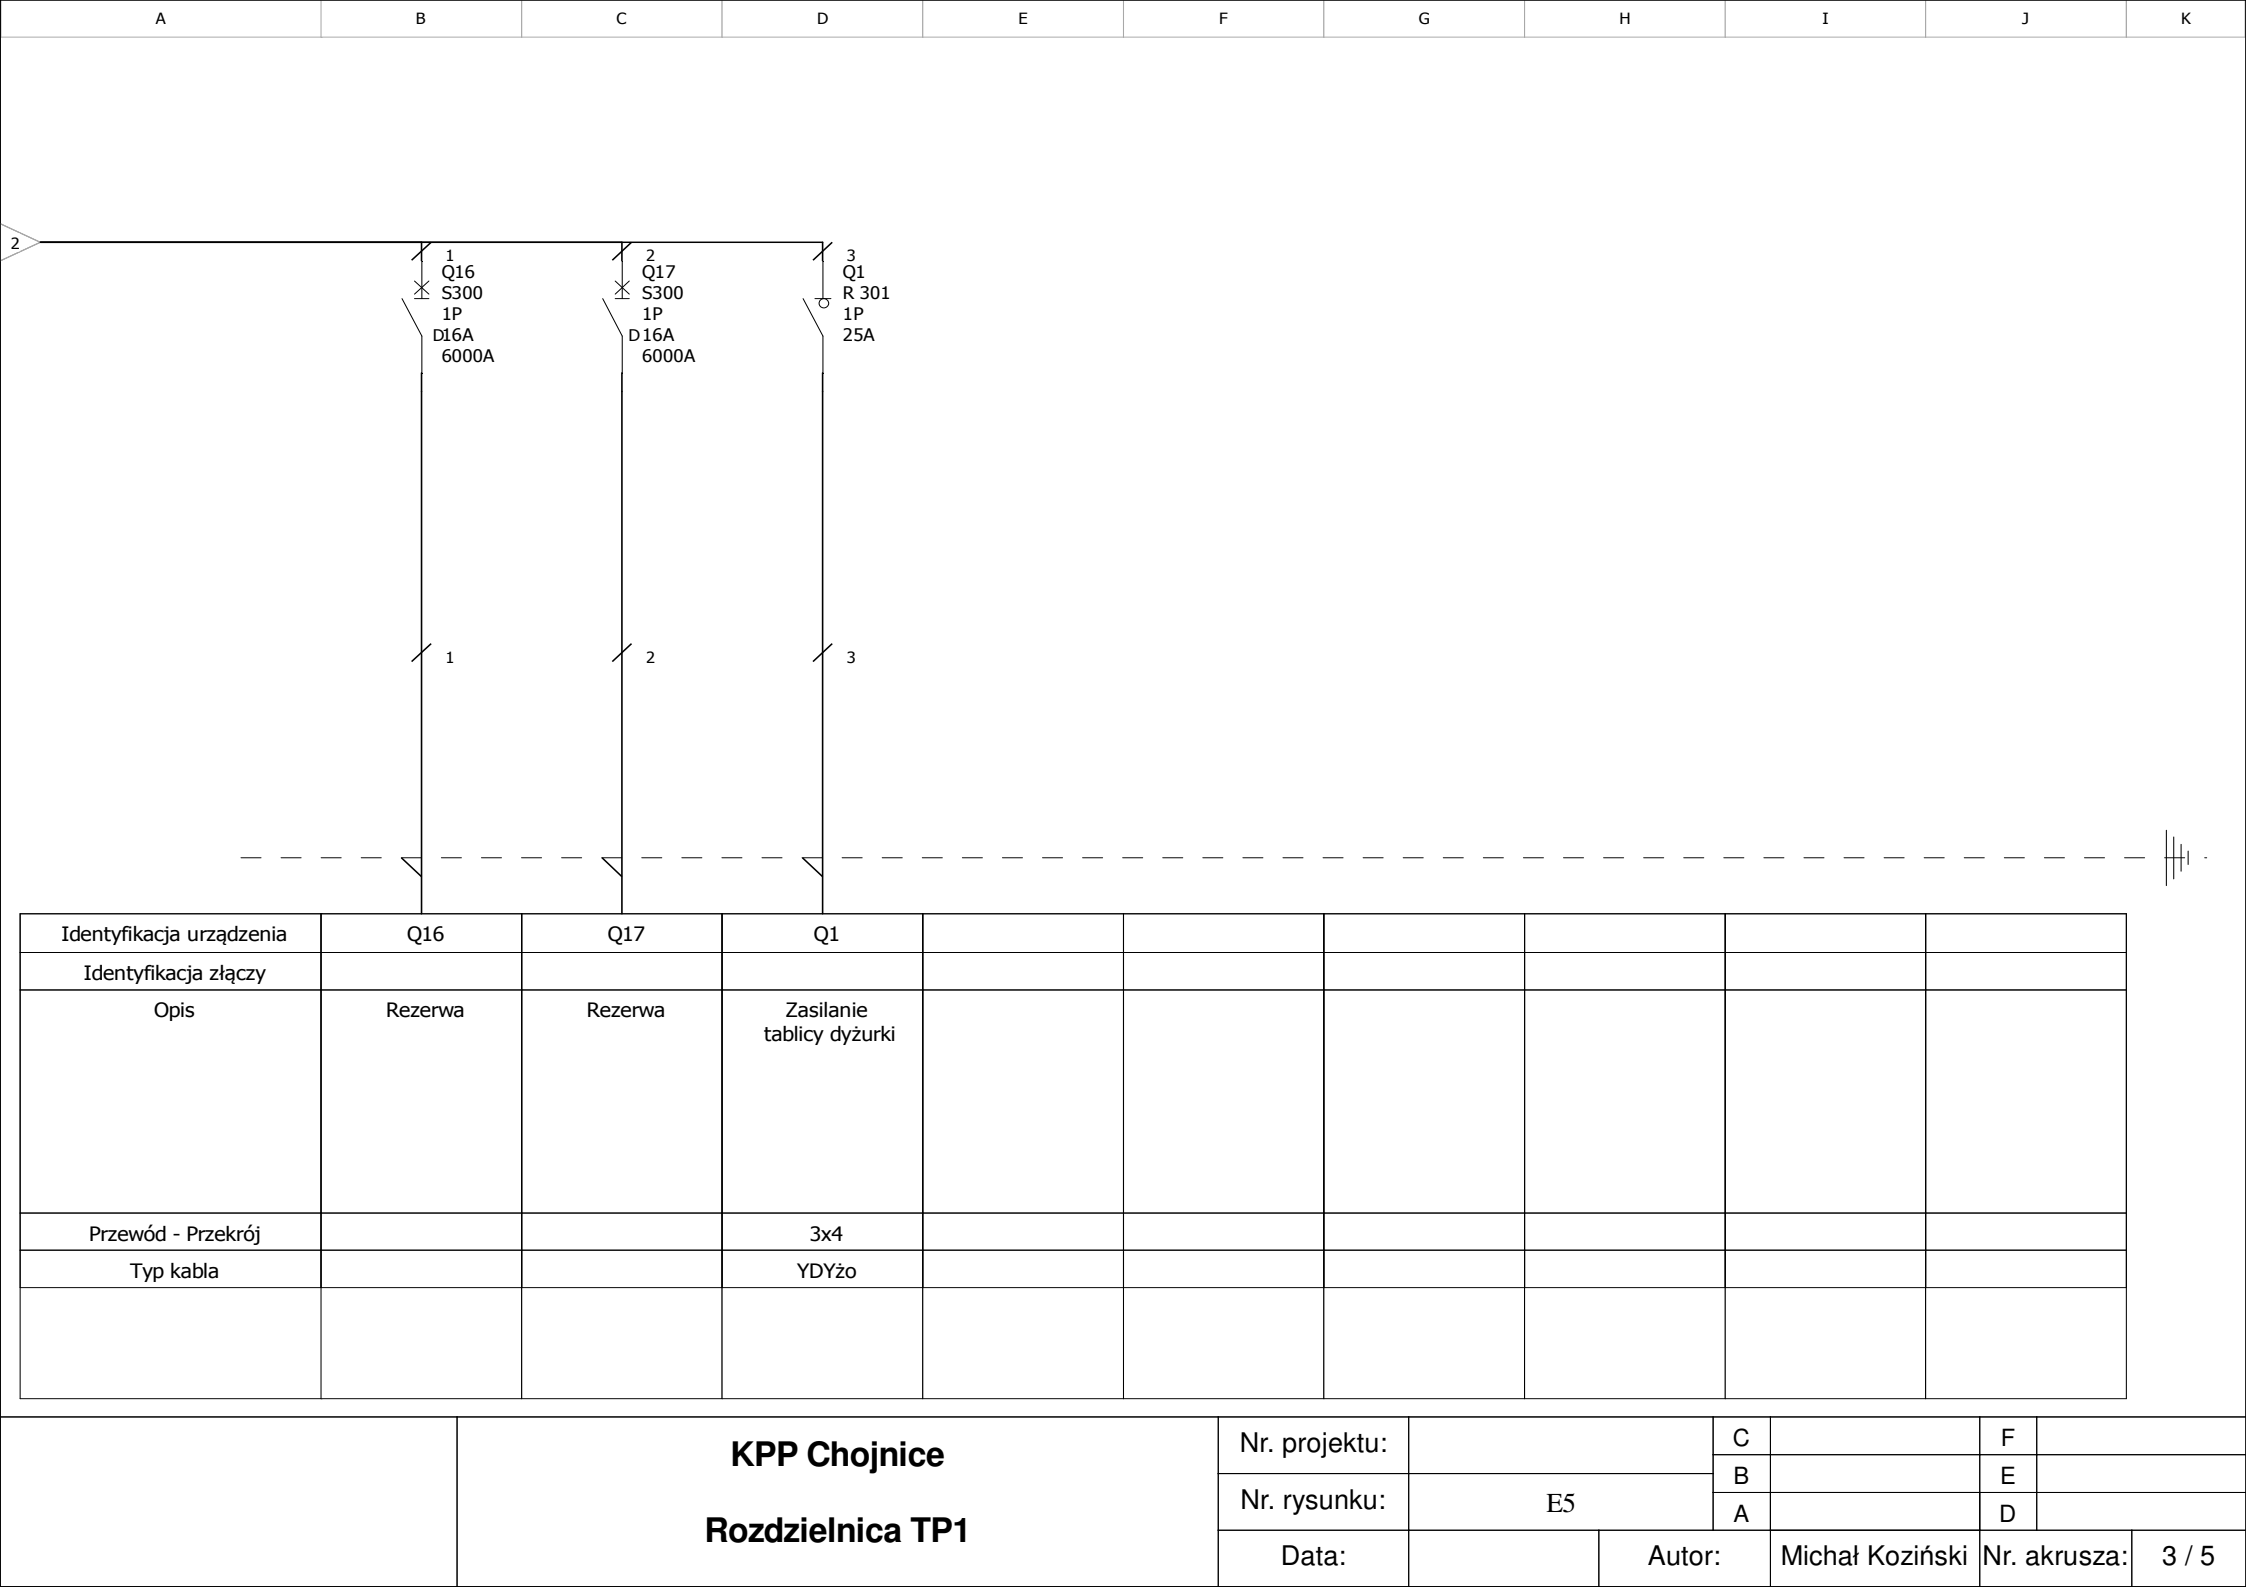 A B C D E F G H I J K
2
1 2 3
Q16 Q17 Q1
S300 S300 R 301
1P 1P 1P
D16A D16A 25A
6000A 6000A
1 2 3
Identyfikacja urządzenia Q16 Q17 Q1
Identyfikacja złączy
Opis Rezerwa Rezerwa Zasilanie
tablicy dyżurki
Przewód - Przekrój 3x4
Typ kabla YDYżo
KPP Chojnice
Rozdzielnica TP1
Nr. projektu: C F
B E
Nr. rysunku: E5
A D
Data: Autor: Michał Koziński Nr. akrusza: 3 / 5